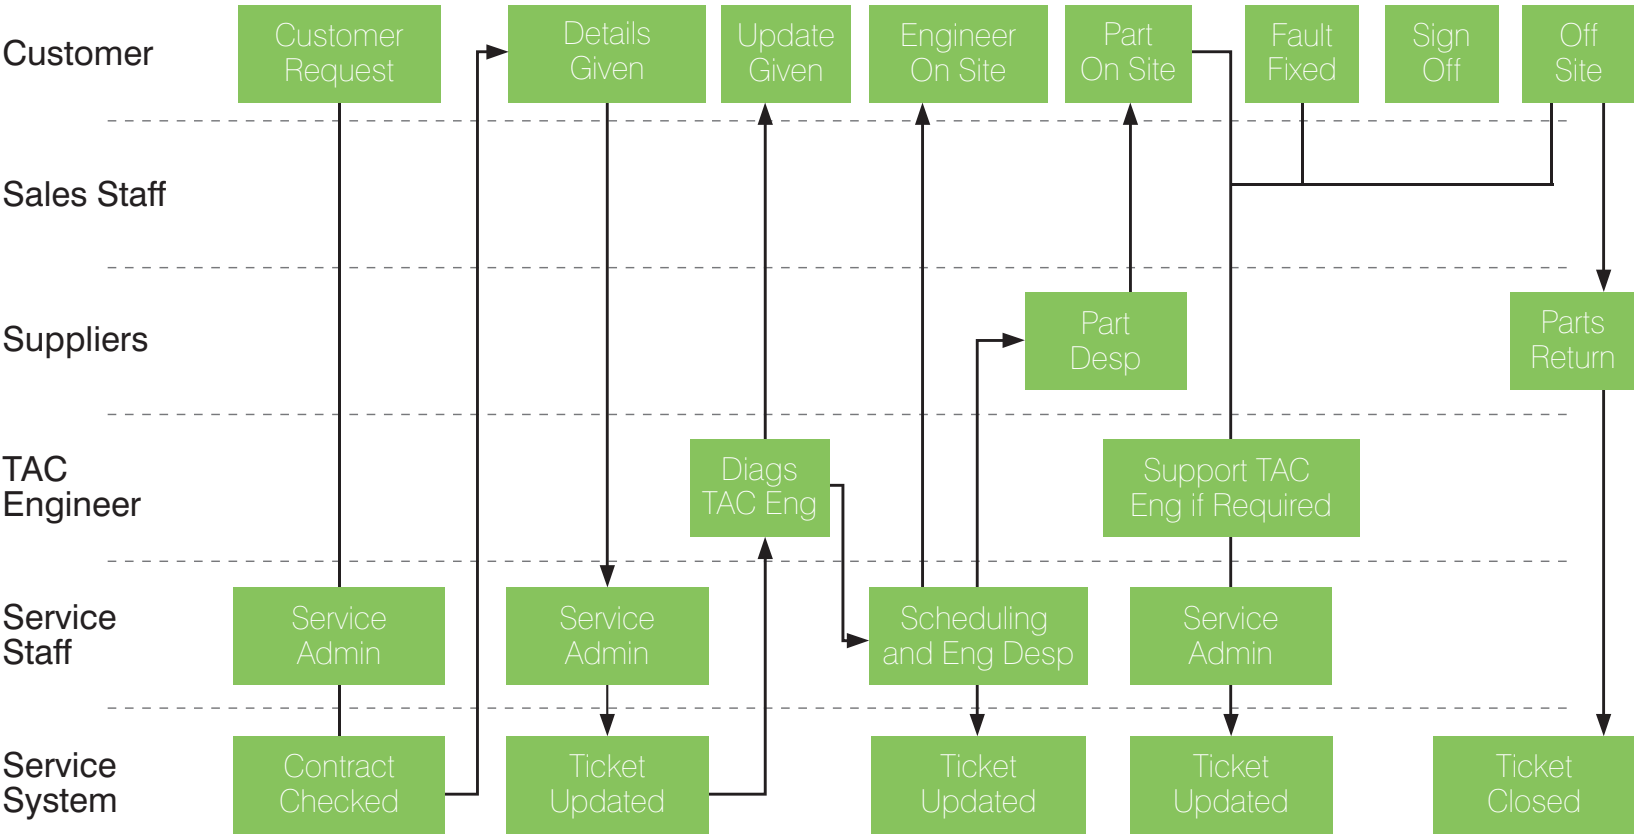 Customer
Customer
Request
Details
Given
Update
Given
Engineer
On Site
Part
On Site
Fault
Fixed
Sign
Off
Off
Site
Sales Staff
Suppliers
Part
Desp
Parts
Return
TAC
Engineer
Diags
TAC Eng
Support TAC
Eng if Required
Service
Staff
Service
Admin
Service
Admin
Scheduling
and Eng Desp
Service
Admin
Service
System
Contract
Checked
Ticket
Updated
Ticket
Updated
Ticket
Updated
Ticket
Closed